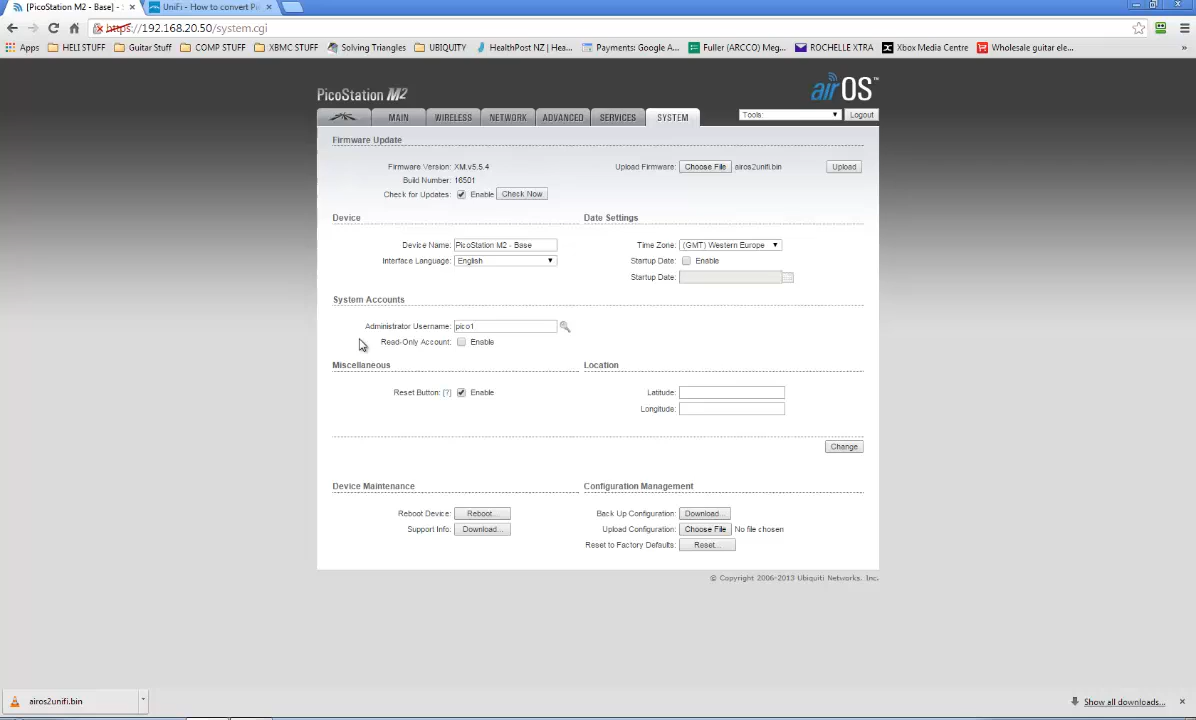 [PicoStation M2 - Base] - S
UniFi - How to convert Pi
https://192.168.20.50/system.cgi
Apps HELI STUFF Guitar Stuff COMP STUFF XBMC STUFF Solving Triangles UBIQUITY HealthPost NZ | Hea... Payments: Google A... Fuller (ARCCO) Meg... ROCHELLE XTRA Xbox Media Centre Wholesale guitar ele... »
PicoStation M2
airOS™
MAIN WIRELESS NETWORK ADVANCED SERVICES SYSTEM
Tools: Logout
Firmware Update
Firmware Version: XM.v5.5.4
Upload Firmware: Choose File airos2unifi.bin Upload
Build Number: 16501
Check for Updates: Enable Check Now
Device
Date Settings
Device Name: PicoStation M2 - Base
Time Zone: (GMT) Western Europe
Interface Language: English
Startup Date: Enable
Startup Date:
System Accounts
Administrator Username: pico1
Read-Only Account: Enable
Miscellaneous
Location
Reset Button: [?] Enable
Latitude:
Longitude:
Change
Device Maintenance
Configuration Management
Reboot Device: Reboot...
Back Up Configuration: Download...
Support Info: Download...
Upload Configuration: Choose File No file chosen
Reset to Factory Defaults: Reset...
© Copyright 2006-2013 Ubiquiti Networks, Inc.
airos2unifi.bin
Show all downloads...